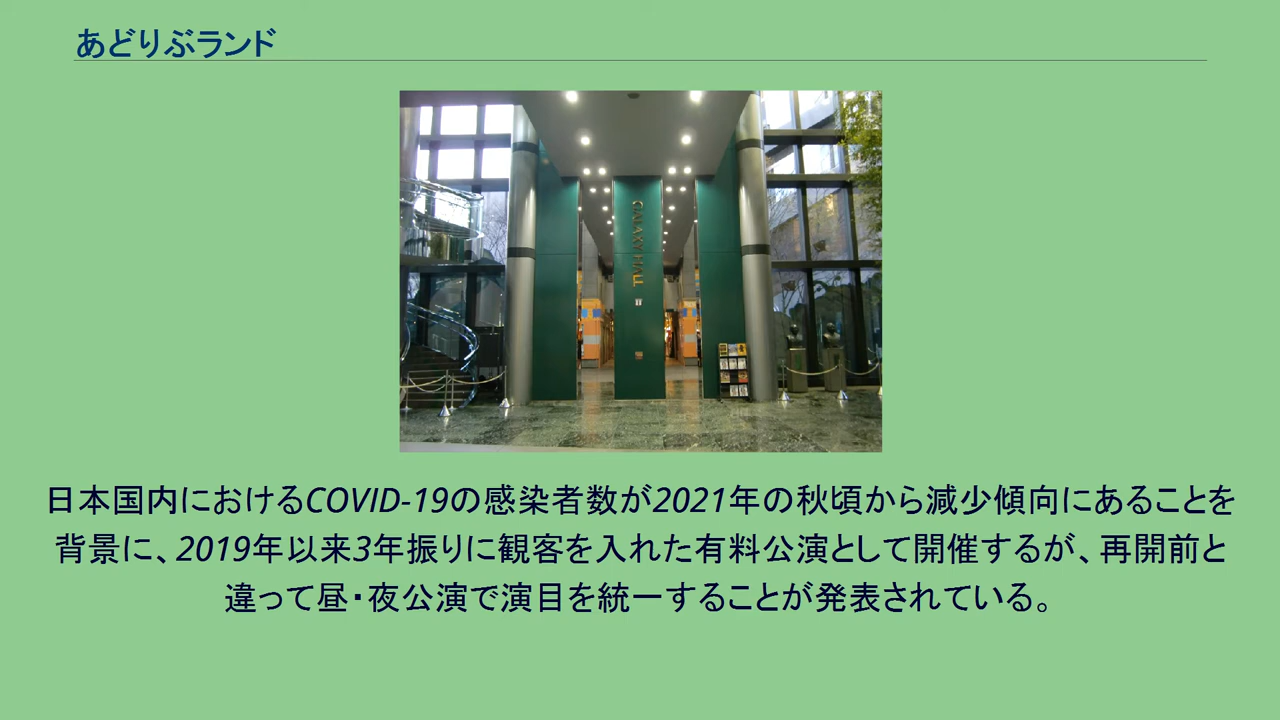 あどりぶランド
GALAXY HALL
日本国内におけるCOVID-19の感染者数が2021年の秋頃から減少傾向にあることを
背景に、2019年以来3年振りに観客を入れた有料公演として開催するが、再開前と
違って昼・夜公演で演目を統一することが発表されている。